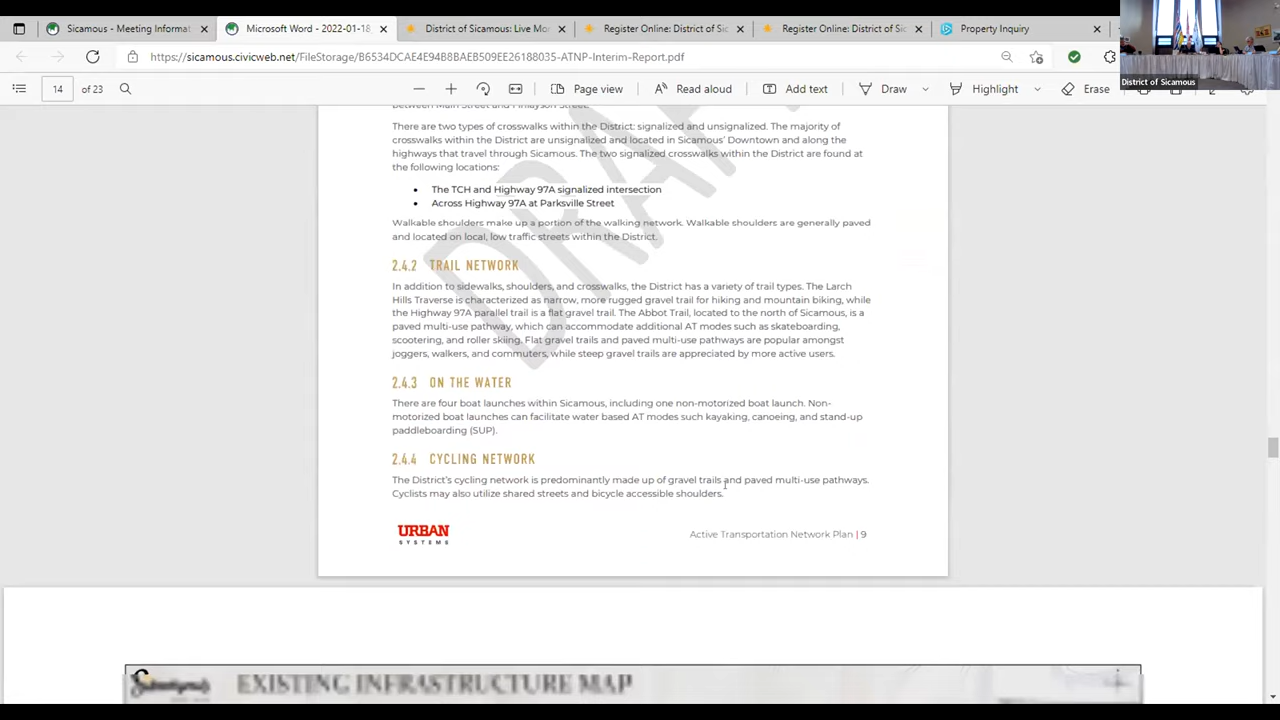 Sicamous - Meeting Informat
Microsoft Word - 2022-01-18,
District of Sicamous: Live Mo
Register Online: District of Sic
Register Online: District of Sic
Property Inquiry
District of Sicamous
https://sicamous.civicweb.net/FileStorage/B6534DCAE4E94B8BAEB509EE26188035-ATNP-Interim-Report.pdf
14 of 23
Page view
Read aloud
Add text
Draw
Highlight
Erase
between Main Street and Finlayson Street.
There are two types of crosswalks within the District: signalized and unsignalized. The majority of
crosswalks within the District are unsignalized and located in Sicamous' Downtown and along the
highways that travel through Sicamous. The two signalized crosswalks within the District are found at
the following locations:
• The TCH and Highway 97A signalized intersection
• Across Highway 97A at Parksville Street
Walkable shoulders make up a portion of the walking network. Walkable shoulders are generally paved
and located on local, low traffic streets within the District.
2.4.2 TRAIL NETWORK
In addition to sidewalks, shoulders, and crosswalks, the District has a variety of trail types. The Larch
Hills Traverse is characterized as narrow, more rugged gravel trail for hiking and mountain biking, while
the Highway 97A parallel trail is a flat gravel trail. The Abbot Trail, located to the north of Sicamous, is a
paved multi-use pathway, which can accommodate additional AT modes such as skateboarding,
scootering, and roller skiing. Flat gravel trails and paved multi-use pathways are popular amongst
joggers, walkers, and commuters, while steep gravel trails are appreciated by more active users.
2.4.3 ON THE WATER
There are four boat launches within Sicamous, including one non-motorized boat launch. Non-
motorized boat launches can facilitate water based AT modes such kayaking, canoeing, and stand-up
paddleboarding (SUP).
2.4.4 CYCLING NETWORK
The District's cycling network is predominantly made up of gravel trails and paved multi-use pathways.
Cyclists may also utilize shared streets and bicycle accessible shoulders.
DRAFT
URBAN
SYSTEMS
Active Transportation Network Plan | 9
Sicamous
EXISTING INFRASTRUCTURE MAP